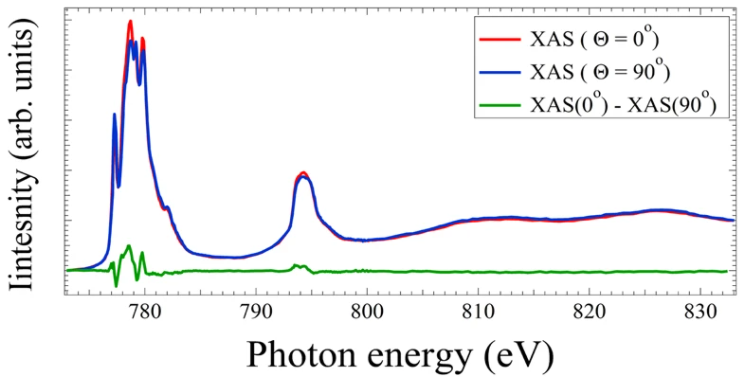 Iintesnity (arb. units)
XAS ( Θ = 0°)
XAS ( Θ = 90°)
XAS(0°) - XAS(90°)
780 790 800 810 820 830
Photon energy (eV)